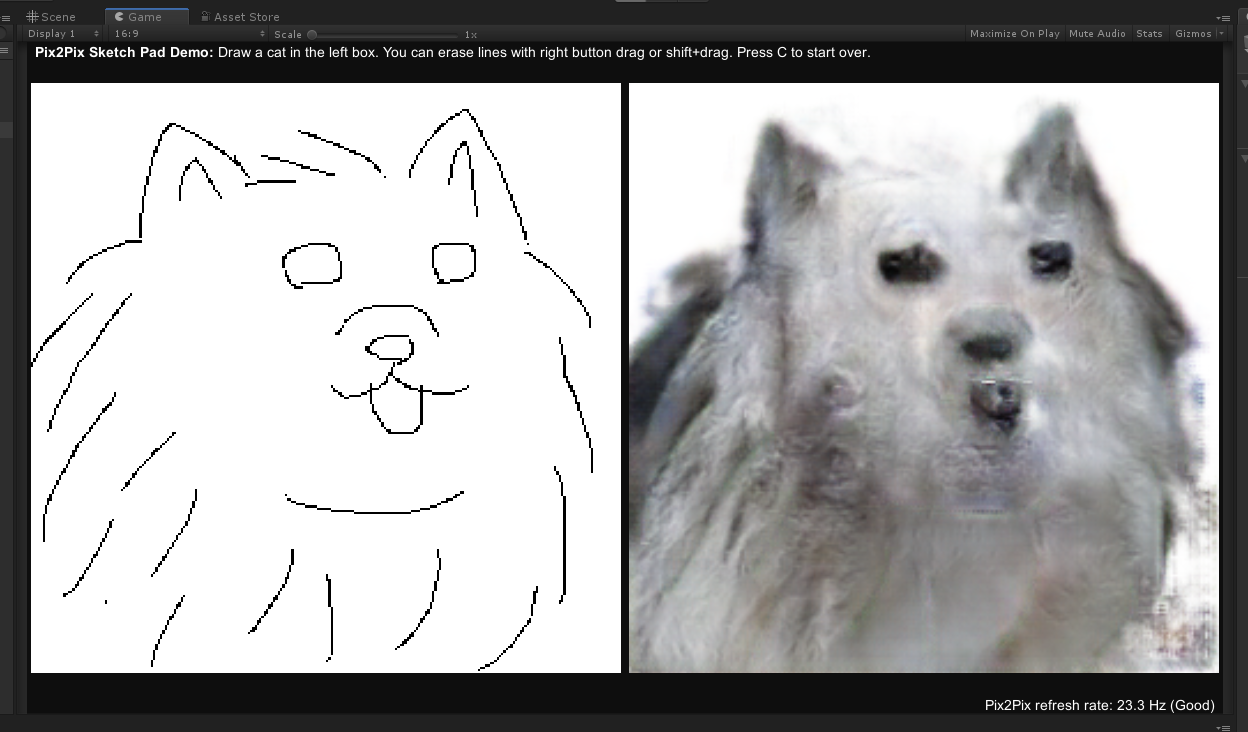 Scene Game Asset Store
Display 1 16:9 Scale 1x Maximize On Play Mute Audio Stats Gizmos
Pix2Pix Sketch Pad Demo: Draw a cat in the left box. You can erase lines with right button drag or shift+drag. Press C to start over.
Pix2Pix refresh rate: 23.3 Hz (Good)